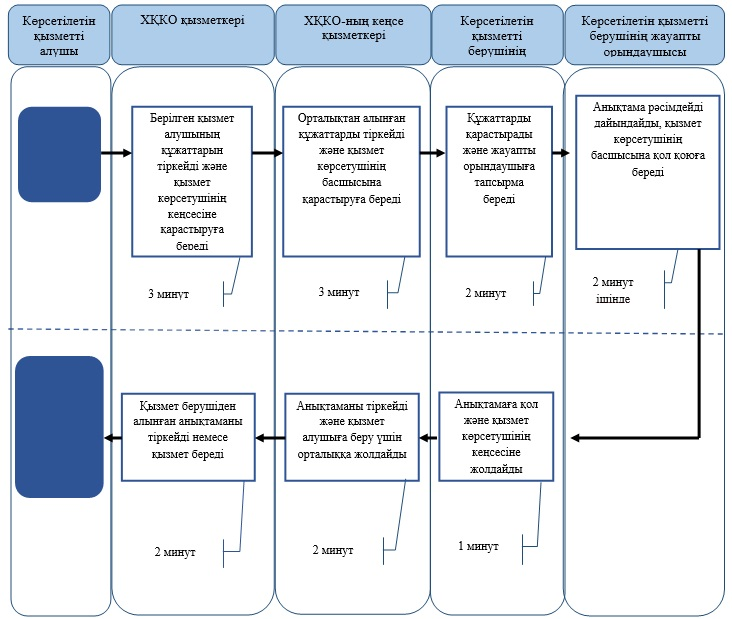 Көрсетілетін
қызметті
алушы
ХҚКО қызметкері
ХҚКО-ның кеңсе
қызметкері
Көрсетілетін
қызметті
берушінің
Көрсетілетін қызметті
берушінің жауапты
орындаушысы
Берілген қызмет
алушының
құжаттарын
тіркейді және
қызмет
көрсетушінің
кеңсесіне
қарастыруға
береді
Орталықтан алынған
құжаттарды тіркейді
және қызмет
көрсетушінің
басшысына
қарастыруға береді
Құжаттарды
қарастырады
және жауапты
орындаушыға
тапсырма
береді
Анықтама рәсімдейді
дайындайды, қызмет
көрсетушінің
басшысына қол қоюға
береді
3 минут
3 минут
2 минут
2 минут
ішінде
Қызмет берушіден
алынған анықтаманы
тіркейді немесе
қызмет береді
Анықтаманы тіркейді
және қызмет
алушыға беру үшін
орталыққа жолдайды
Анықтамаға қол
және қызмет
көрсетушінің
кеңсесіне
жолдайды
2 минут
2 минут
1 минут